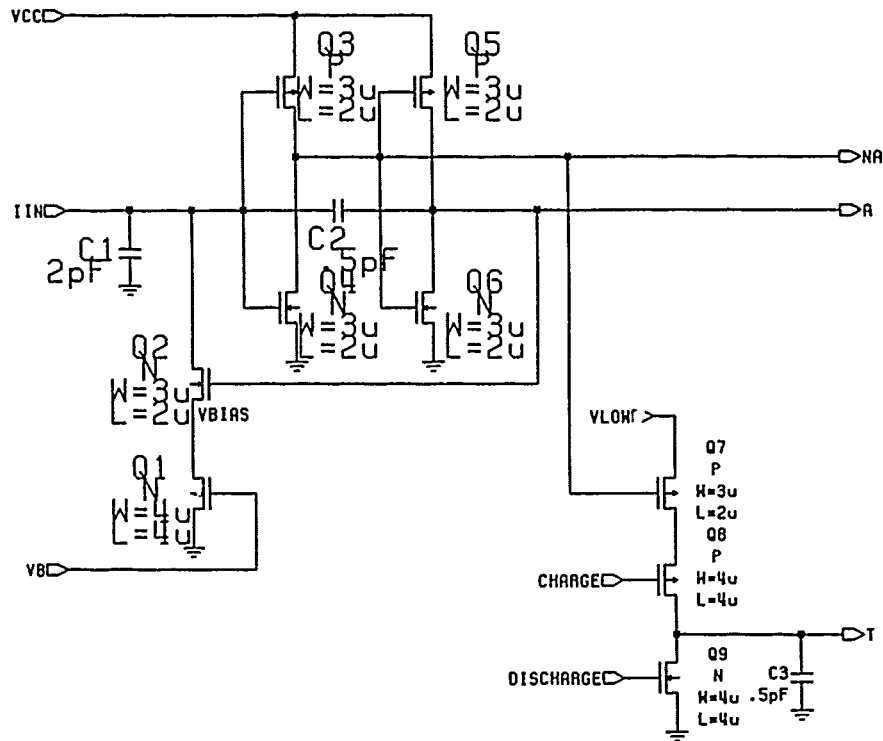 VCC
Q3
P
W=3u
L=2u
Q5
P
W=3u
L=2u
NA
IIN
A
C1
2pF
C2
.5pF
Q4
N
W=3u
L=2u
Q6
N
W=3u
L=2u
Q2
N
W=3u
L=2u
VBIAS
Q1
N
W=4u
L=4u
VB
Q7
P
W=3u
L=2u
Q8
P
W=4u
L=4u
CHARGE
T
DISCHARGE
Q9
N
W=4u
L=4u
C3
.5pF